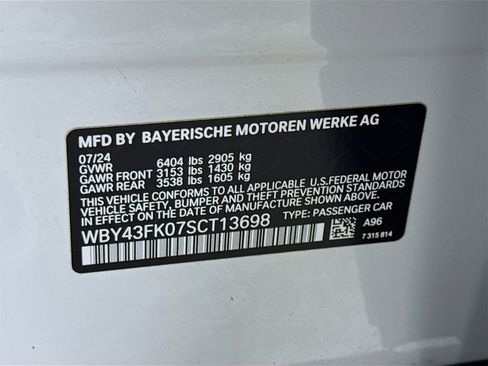 MFD BY BAYERISCHE MOTOREN WERKE AG
07/24
GVWR 6404 lbs 2905 kg
GAWR FRONT 3153 lbs 1430 kg
GAWR REAR 3538 lbs 1605 kg
THIS VEHICLE CONFORMS TO ALL APPLICABLE U.S. FEDERAL MOTOR
VEHICLE SAFETY, BUMPER AND THEFT PREVENTION STANDARDS
IN EFFECT ON THE DATE OF MANUFACTURE SHOWN ABOVE.
WBY43FK07SCT13698 TYPE: PASSENGER CAR
A96
7 315 814